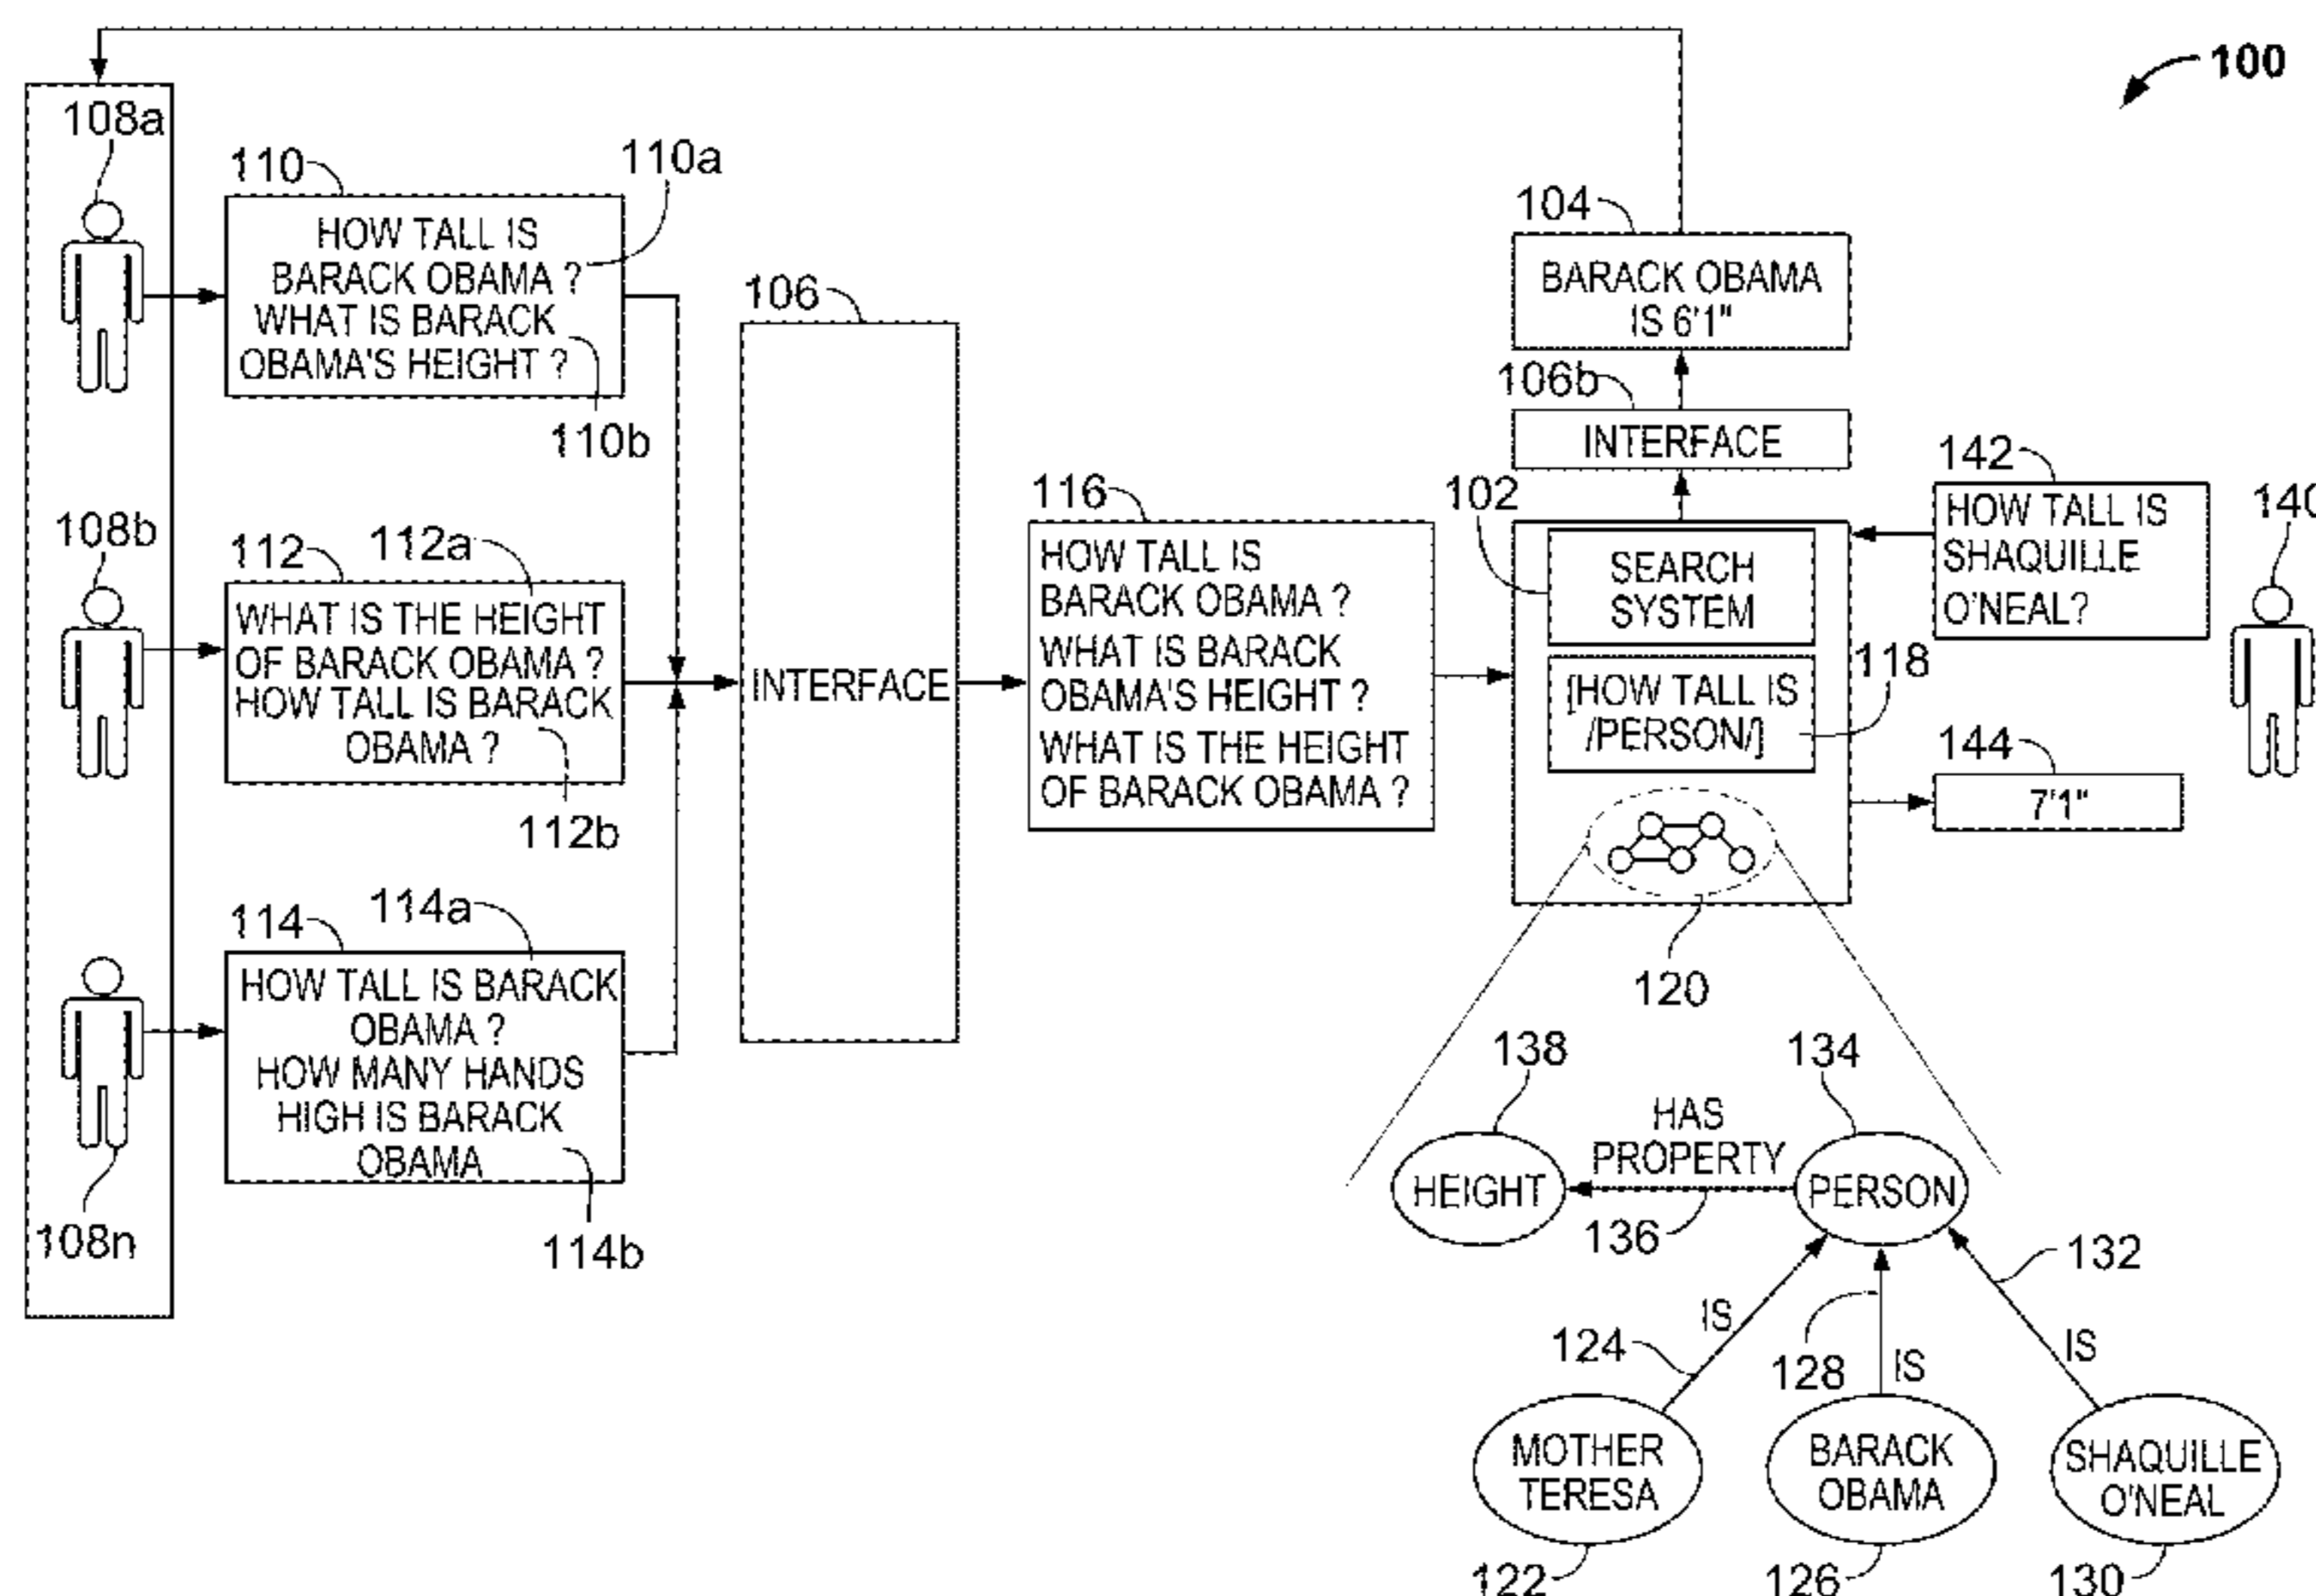 100
108a
110
110a
HOW TALL IS
BARACK OBAMA ?
WHAT IS BARACK
OBAMA'S HEIGHT ?
110b
108b
112
112a
WHAT IS THE HEIGHT
OF BARACK OBAMA ?
HOW TALL IS BARACK
OBAMA ?
112b
114
114a
HOW TALL IS BARACK
OBAMA ?
HOW MANY HANDS
HIGH IS BARACK
OBAMA
114b
108n
106
INTERFACE
116
HOW TALL IS
BARACK OBAMA ?
WHAT IS BARACK
OBAMA'S HEIGHT ?
WHAT IS THE HEIGHT
OF BARACK OBAMA ?
104
BARACK OBAMA
IS 6'1"
106b
INTERFACE
102
SEARCH
SYSTEM
[HOW TALL IS
/PERSON/]
118
120
142
HOW TALL IS
SHAQUILLE
O'NEAL?
140
144
7'1"
138
134
HAS
PROPERTY
HEIGHT
PERSON
136
132
IS
124
128
IS
IS
MOTHER
TERESA
BARACK
OBAMA
SHAQUILLE
O'NEAL
122
126
130